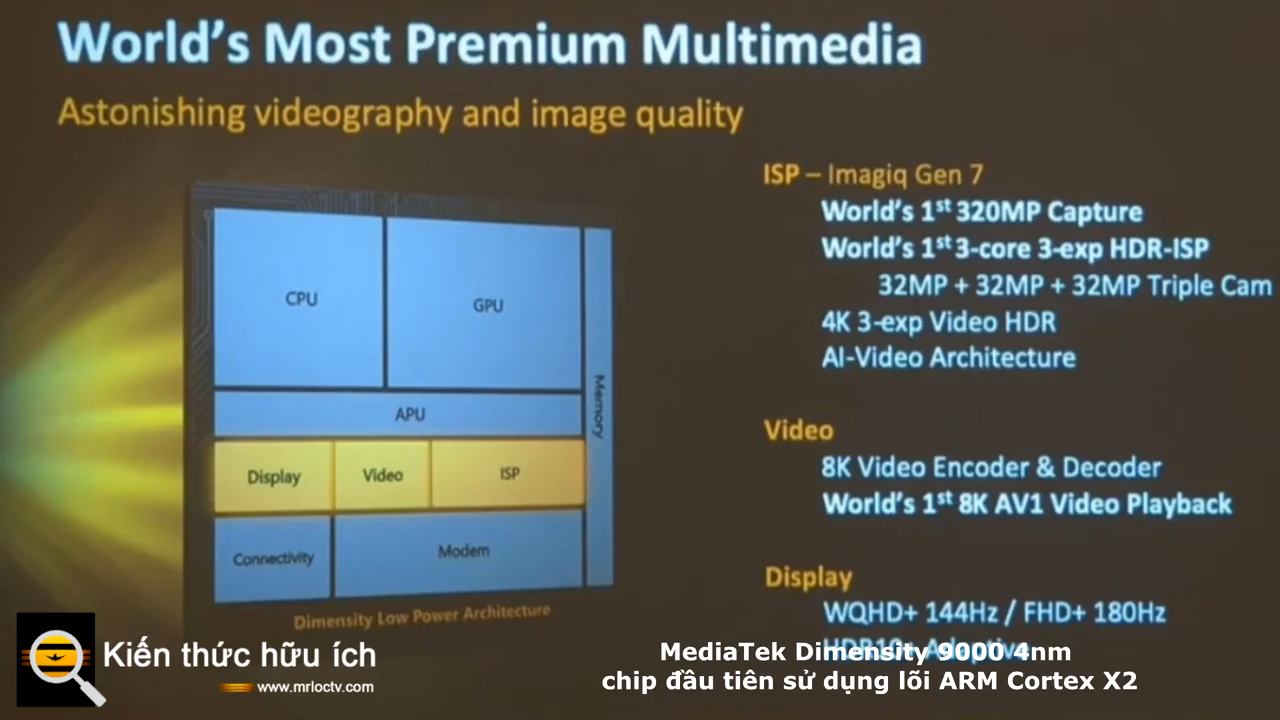 World's Most Premium Multimedia
Astonishing videography and image quality
ISP – Imagiq Gen 7
World's 1st 320MP Capture
World's 1st 3-core 3-exp HDR-ISP
32MP + 32MP + 32MP Triple Cam
4K 3-exp Video HDR
AI-Video Architecture
Video
8K Video Encoder & Decoder
World's 1st 8K AV1 Video Playback
Display
WQHD+ 144Hz / FHD+ 180Hz
HDR10+ Adaptive
CPU
GPU
Memory
APU
Display
Video
ISP
Connectivity
Modem
Dimensity Low Power Architecture
Kiến thức hữu ích
www.mrloctv.com
MediaTek Dimensity 9000 4nm
chip đầu tiên sử dụng lõi ARM Cortex X2